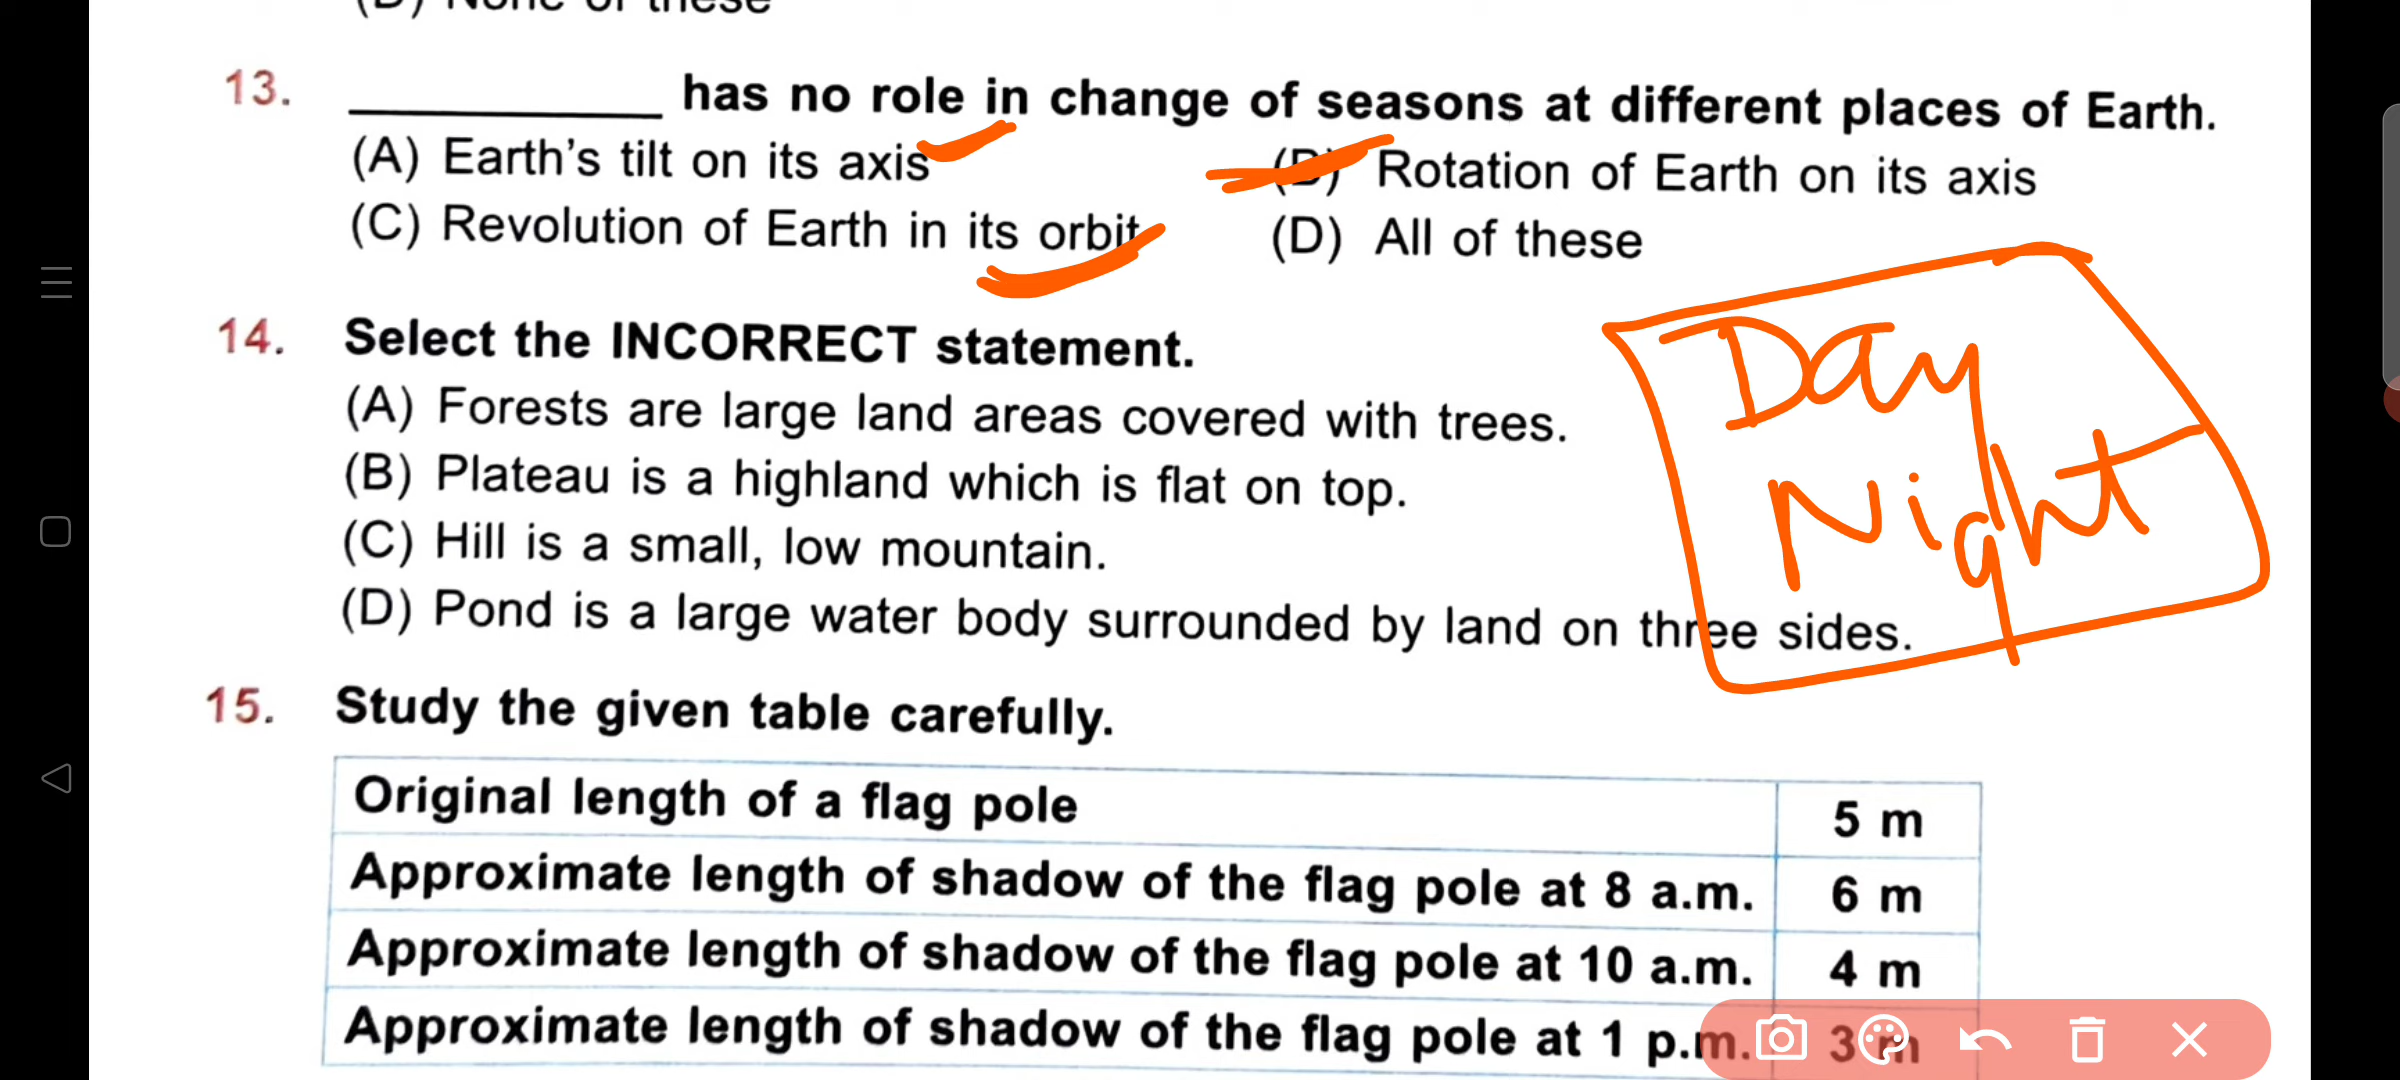 (D) None of these
13. __________ has no role in change of seasons at different places of Earth.
(A) Earth's tilt on its axis (B) Rotation of Earth on its axis
(C) Revolution of Earth in its orbit (D) All of these
14. Select the INCORRECT statement.
(A) Forests are large land areas covered with trees.
(B) Plateau is a highland which is flat on top.
(C) Hill is a small, low mountain.
(D) Pond is a large water body surrounded by land on three sides.
Day
Night
15. Study the given table carefully.
Original length of a flag pole 5 m
Approximate length of shadow of the flag pole at 8 a.m. 6 m
Approximate length of shadow of the flag pole at 10 a.m. 4 m
Approximate length of shadow of the flag pole at 1 p.m. 3 m